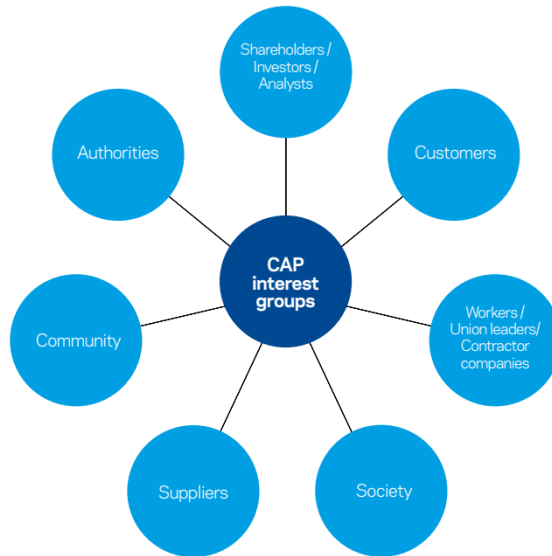 Shareholders /
Investors /
Analysts
Authorities
Customers
CAP
interest
groups
Community
Workers /
Union leaders/
Contractor
companies
Suppliers
Society